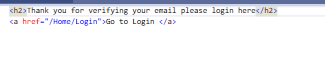 <h2>Thank you for verifying your email please login here</h2>
<a href="/Home/Login">Go to Login </a>